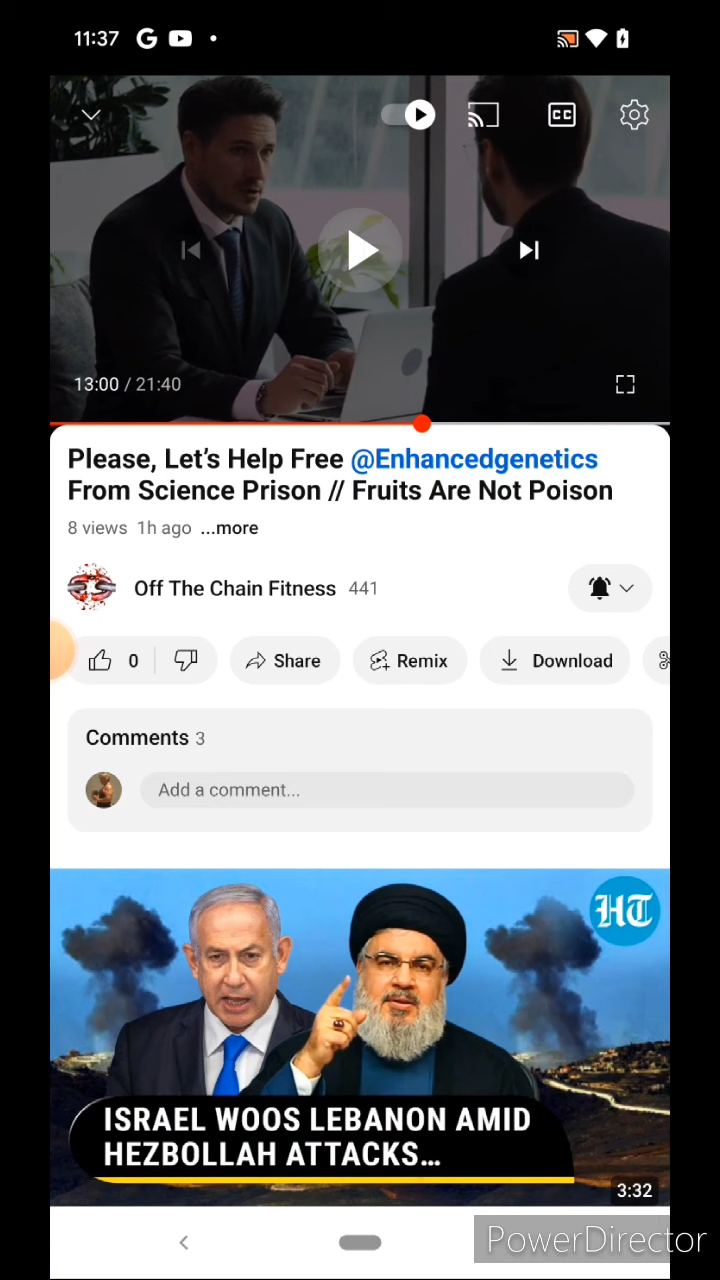 11:37
CC
13:00 / 21:40
Please, Let's Help Free @Enhancedgenetics
From Science Prison // Fruits Are Not Poison
8 views 1h ago ...more
Off The Chain Fitness 441
0 Share Remix Download
Comments 3
Add a comment...
HT
ISRAEL WOOS LEBANON AMID
HEZBOLLAH ATTACKS...
3:32
PowerDirector